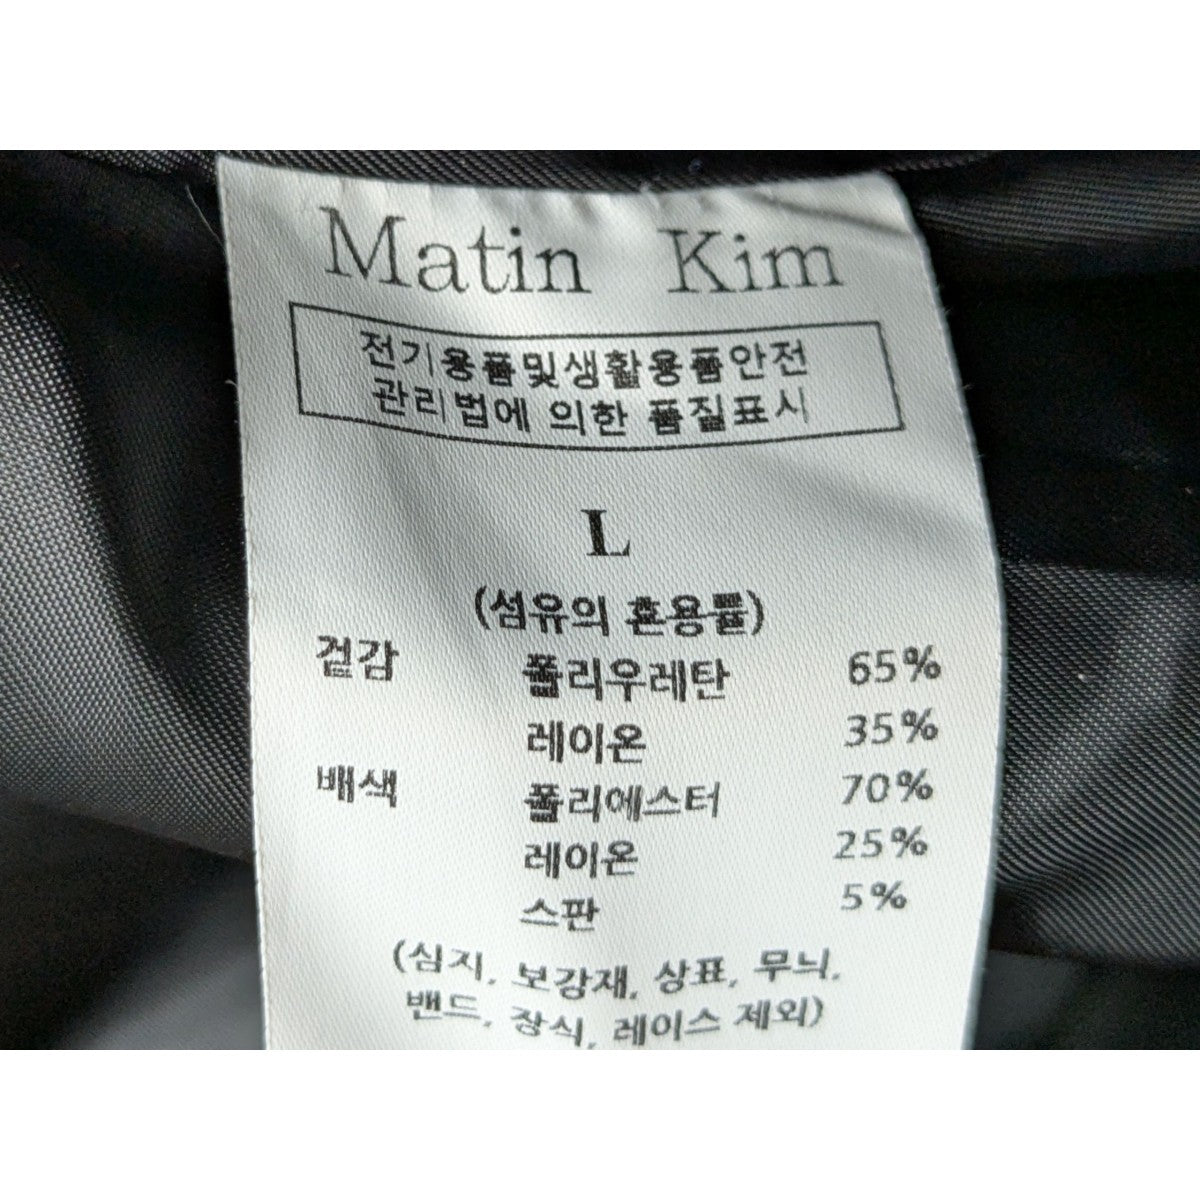 Matin Kim
전기용품및생활용품안전
관리법에 의한 품질표시
L
(섬유의 혼용률)
겉감 폴리우레탄 65%
레이온 35%
배색 폴리에스터 70%
레이온 25%
스판 5%
(심지, 보강재, 상표, 무늬,
밴드, 장식, 레이스 제외)